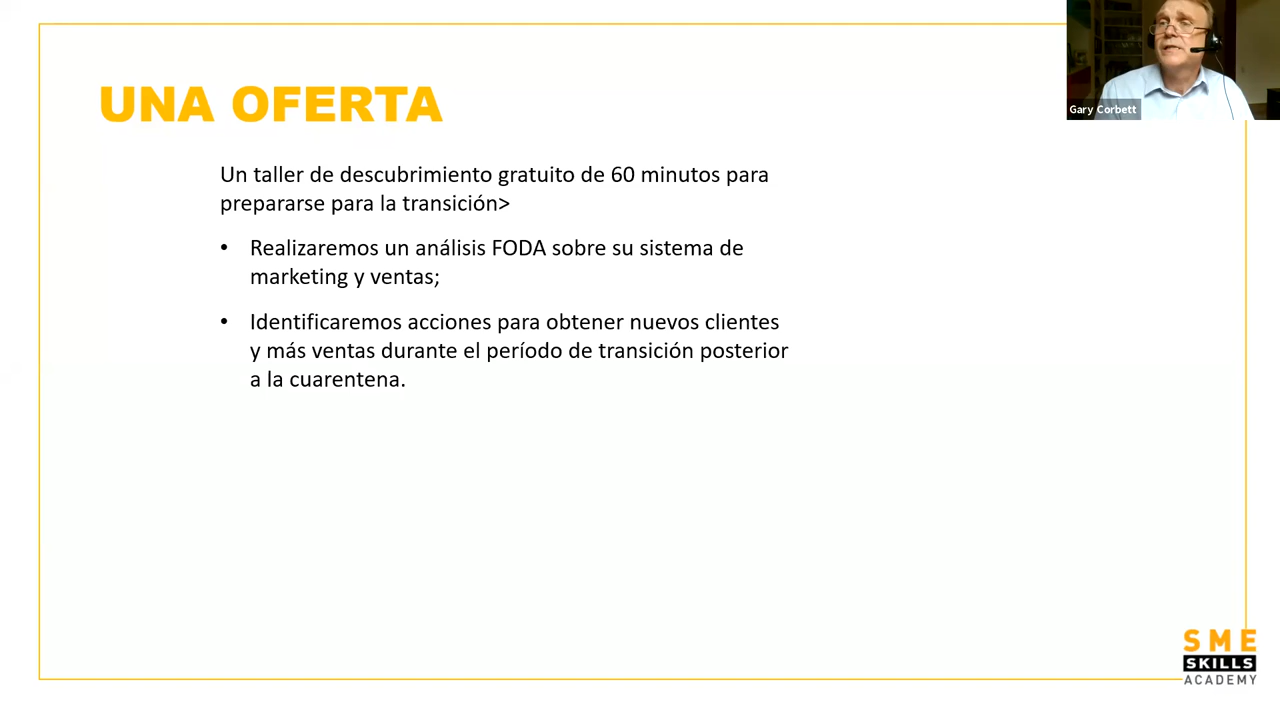 UNA OFERTA
Gary Corbett
Un taller de descubrimiento gratuito de 60 minutos para
prepararse para la transición>
• Realizaremos un análisis FODA sobre su sistema de
marketing y ventas;
• Identificaremos acciones para obtener nuevos clientes
y más ventas durante el período de transición posterior
a la cuarentena.
SME
SKILLS
ACADEMY